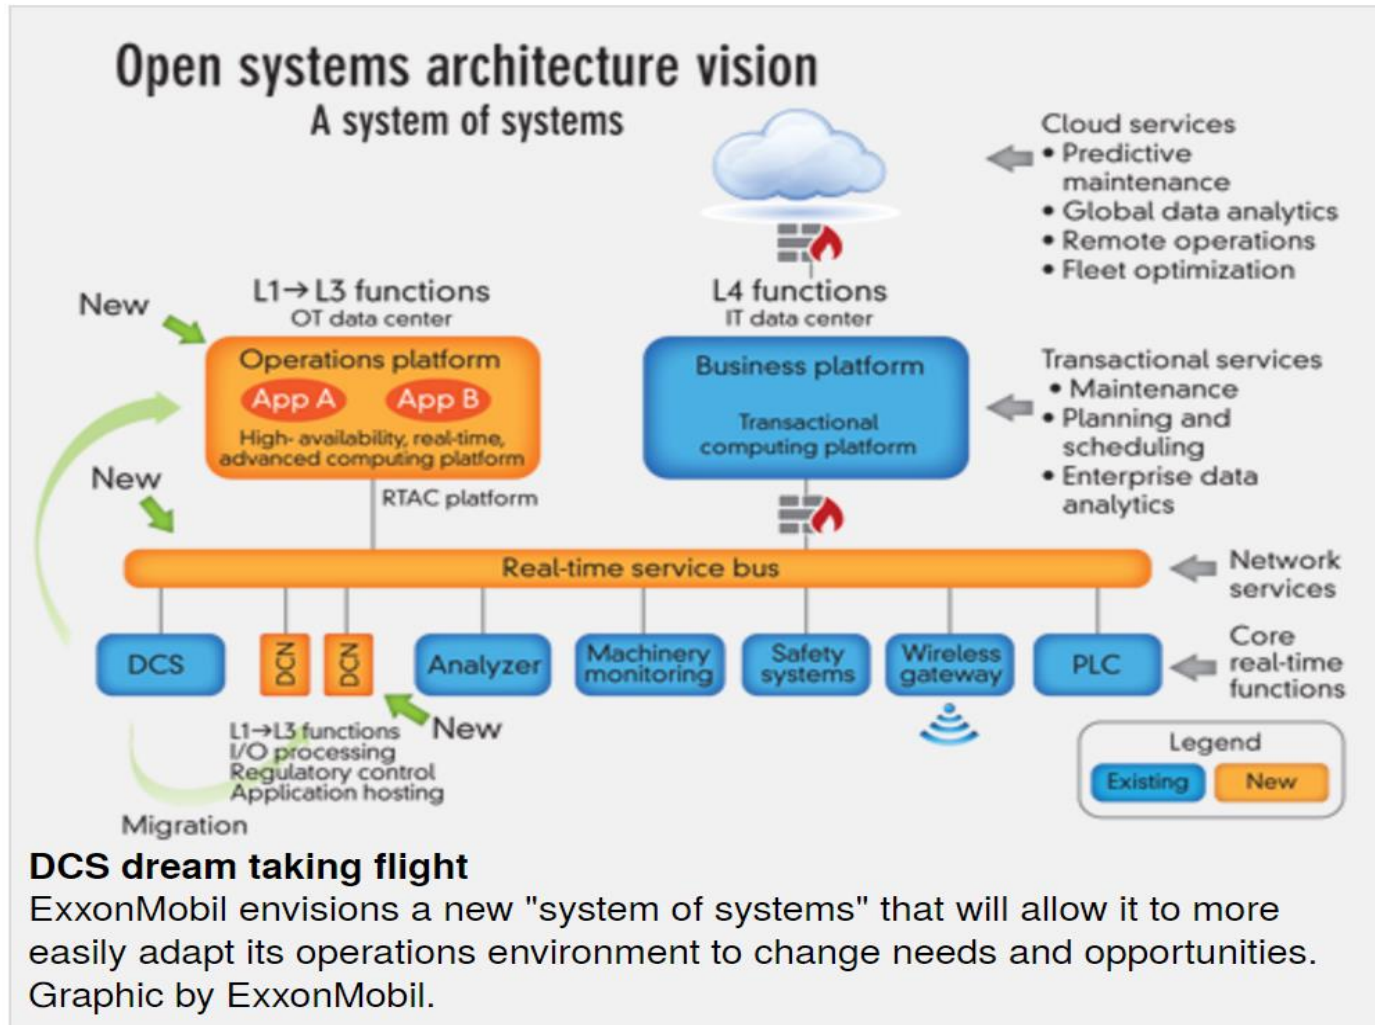 Open systems architecture vision
A system of systems
Cloud services
• Predictive
maintenance
• Global data analytics
• Remote operations
• Fleet optimization
New
L1→L3 functions
OT data center
L4 functions
IT data center
Operations platform
App A
App B
High- availability, real-time,
advanced computing platform
Business platform
Transactional
computing platform
Transactional services
• Maintenance
• Planning and
scheduling
• Enterprise data
analytics
New
RTAC platform
Real-time service bus
Network
services
DCS
DCN
DCN
Analyzer
Machinery
monitoring
Safety
systems
Wireless
gateway
PLC
Core
real-time
functions
New
L1→L3 functions
I/O processing
Regulatory control
Application hosting
Migration
Legend
Existing
New
DCS dream taking flight
ExxonMobil envisions a new "system of systems" that will allow it to more
easily adapt its operations environment to change needs and opportunities.
Graphic by ExxonMobil.